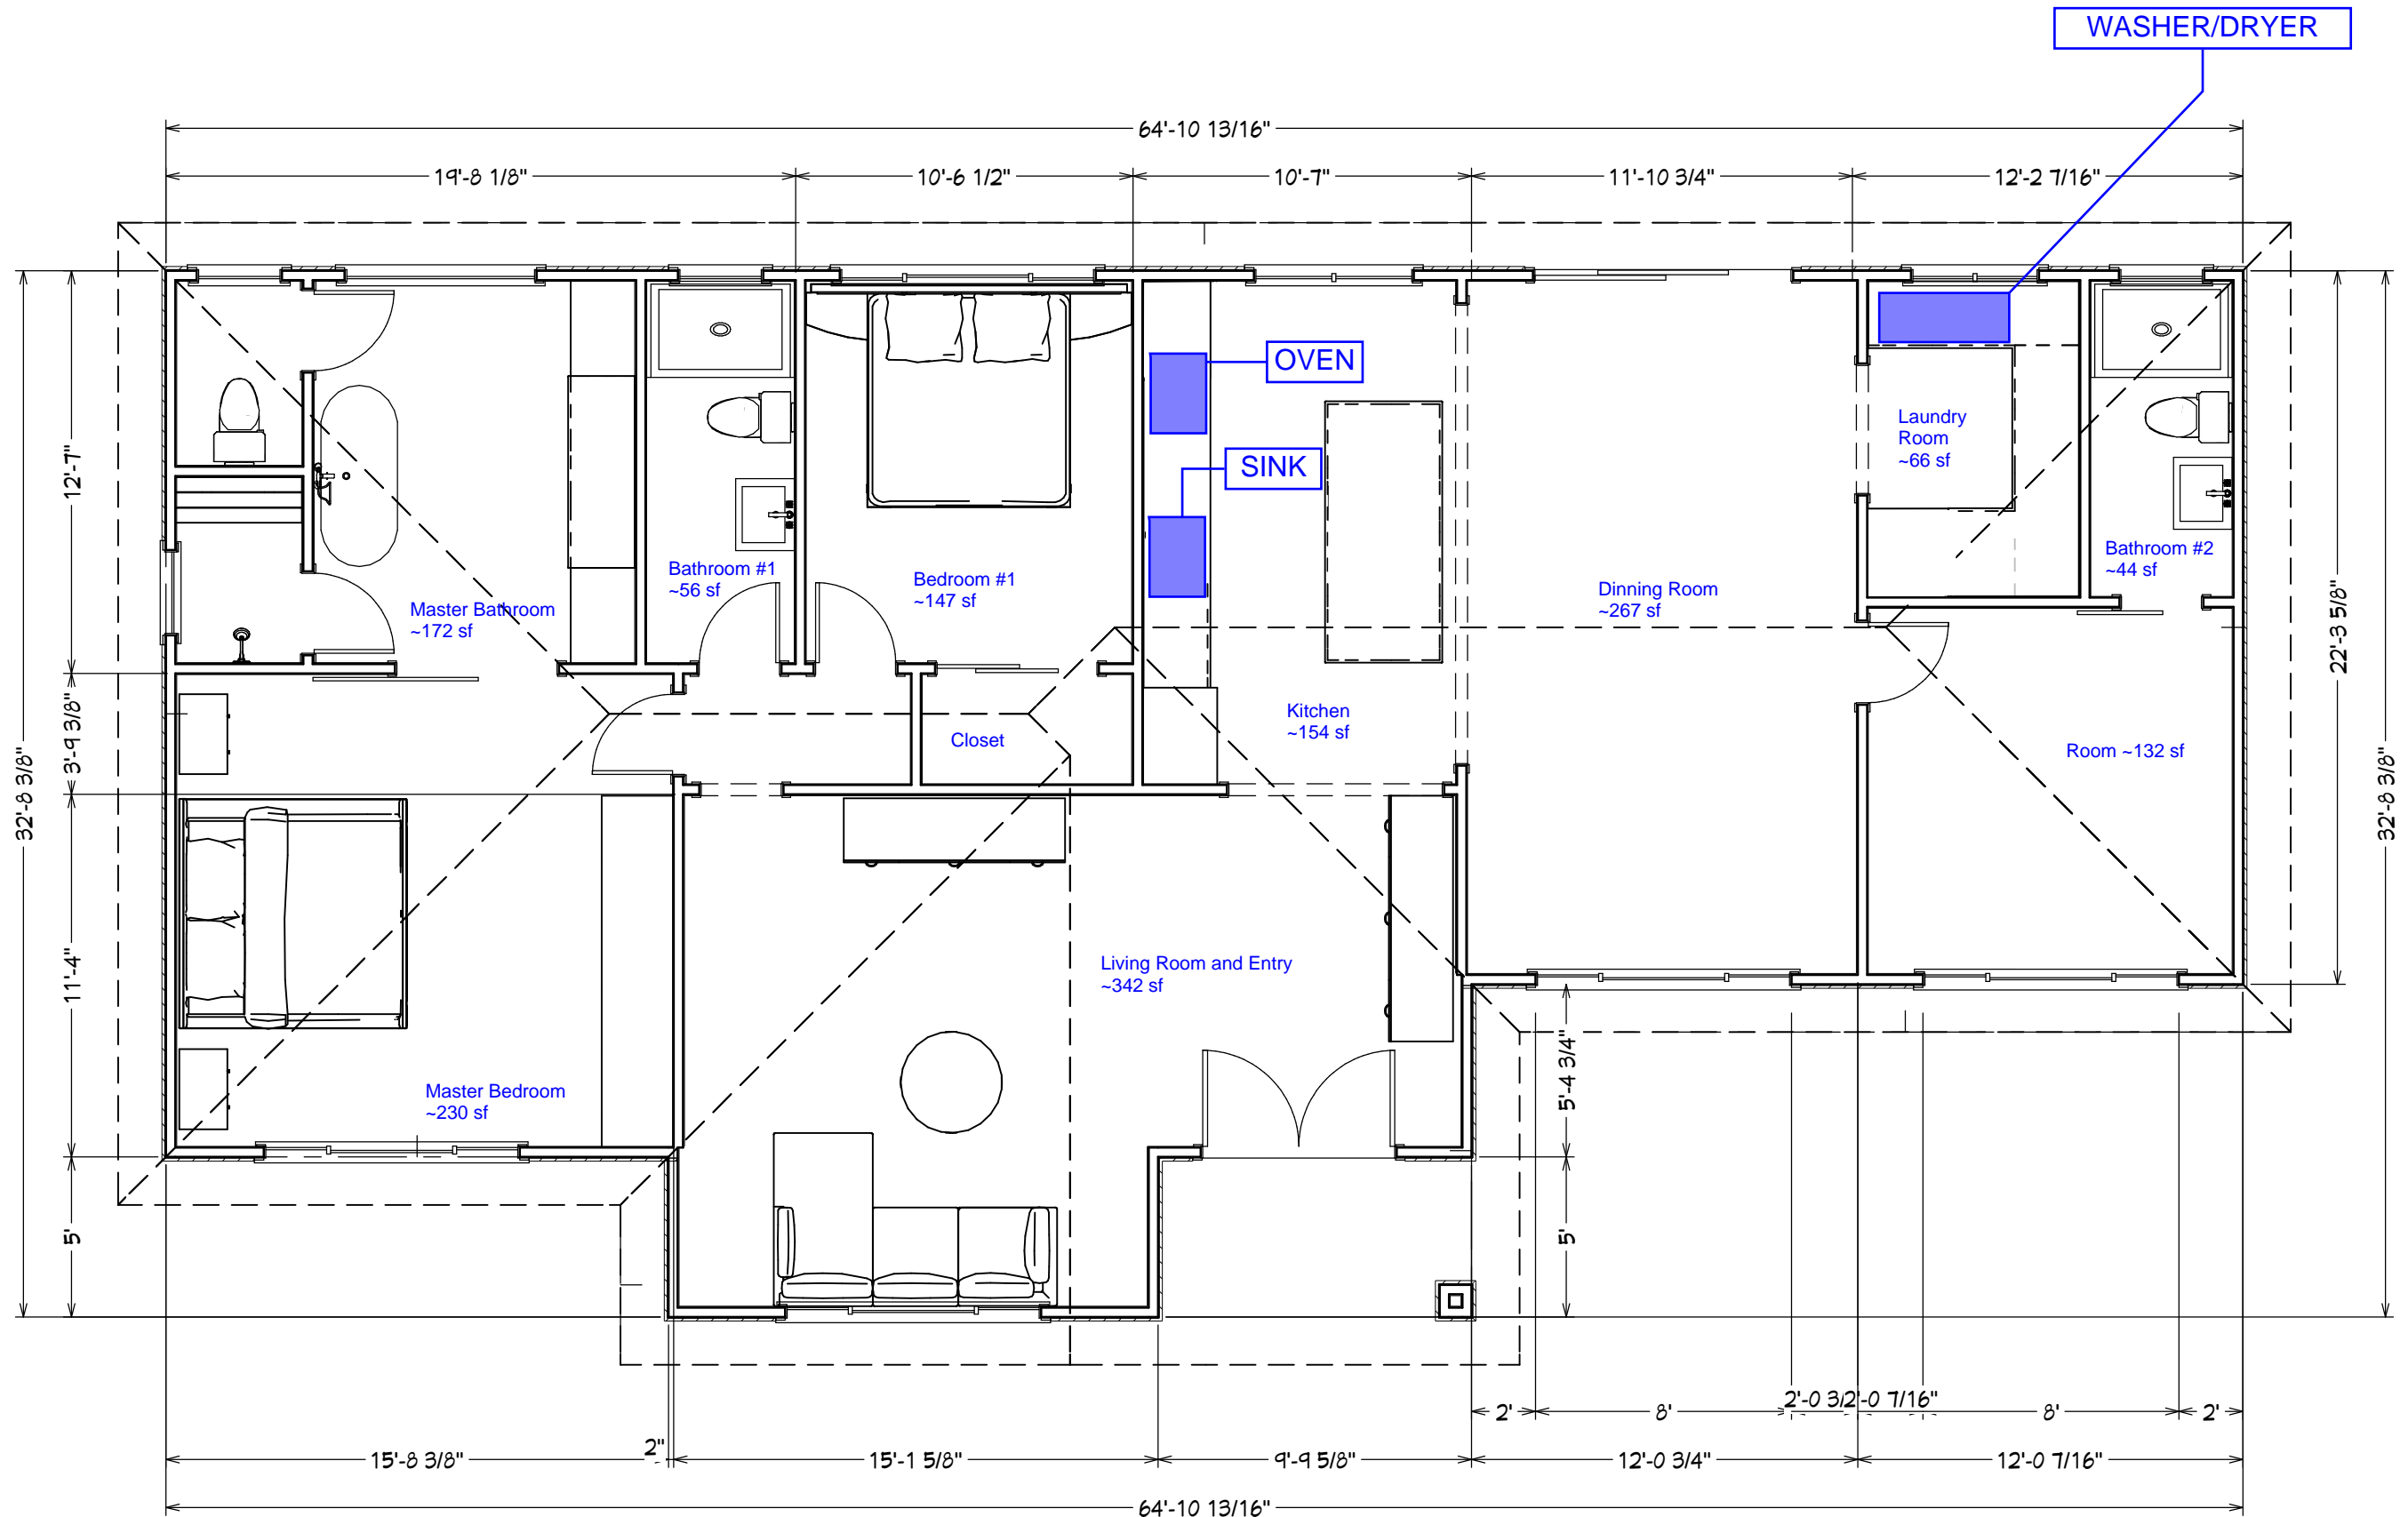 WASHER/DRYER
64'-10 13/16"
19'-8 1/8"
10'-6 1/2"
10'-7"
11'-10 3/4"
12'-2 7/16"
OVEN
SINK
Laundry
Room
~66 sf
Bathroom #1
~56 sf
Bedroom #1
~147 sf
Bathroom #2
~44 sf
Dinning Room
~267 sf
Master Bathroom
~172 sf
Kitchen
~154 sf
Closet
Room ~132 sf
Living Room and Entry
~342 sf
Master Bedroom
~230 sf
32'-8 3/8"
12'-7"
3'-9 3/8"
11'-4"
5'
22'-3 5/8"
32'-8 3/8"
5'-4 3/4"
5'
2'
8'
2'-0 3/
2'-0 7/16"
8'
2'
15'-8 3/8"
2"
15'-1 5/8"
9'-9 5/8"
12'-0 3/4"
12'-0 7/16"
64'-10 13/16"